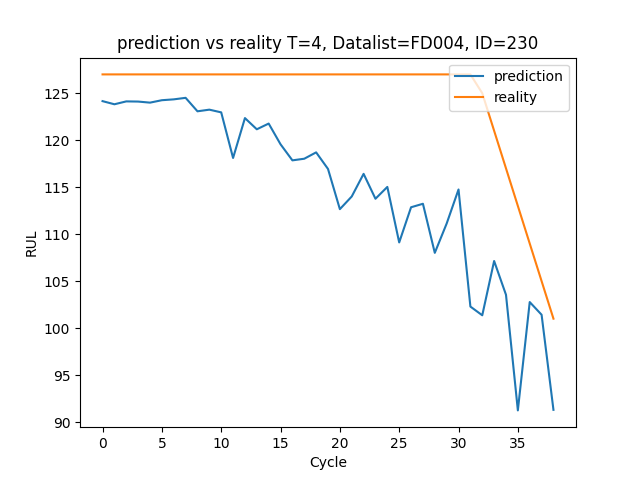 prediction vs reality T=4, Datalist=FD004, ID=230
prediction
reality
125
120
115
110
105
100
95
90
RUL
0 5 10 15 20 25 30 35
Cycle